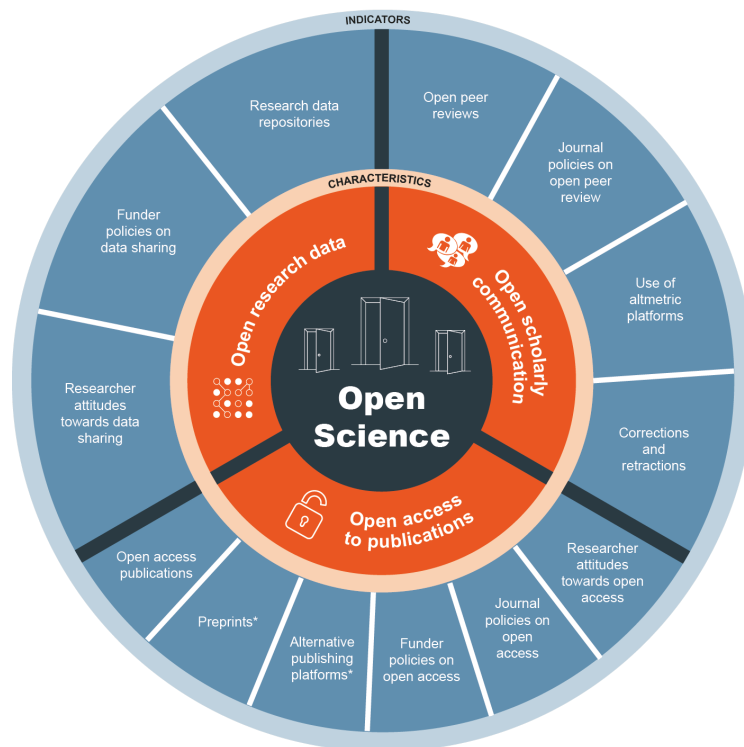 INDICATORS
Research data
repositories
Open peer
reviews
Journal
policies on
open peer
review
Funder
policies on
data sharing
Use of
altmetric
platforms
Researcher
attitudes
towards data
sharing
Corrections
and
retractions
CHARACTERISTICS
Open research data
Open scholarly
communication
Open
Science
Open access
to publications
Open access
publications
Preprints*
Alternative
publishing
platforms*
Funder
policies on
open access
Journal
policies on
open
access
Researcher
attitudes
towards open
access